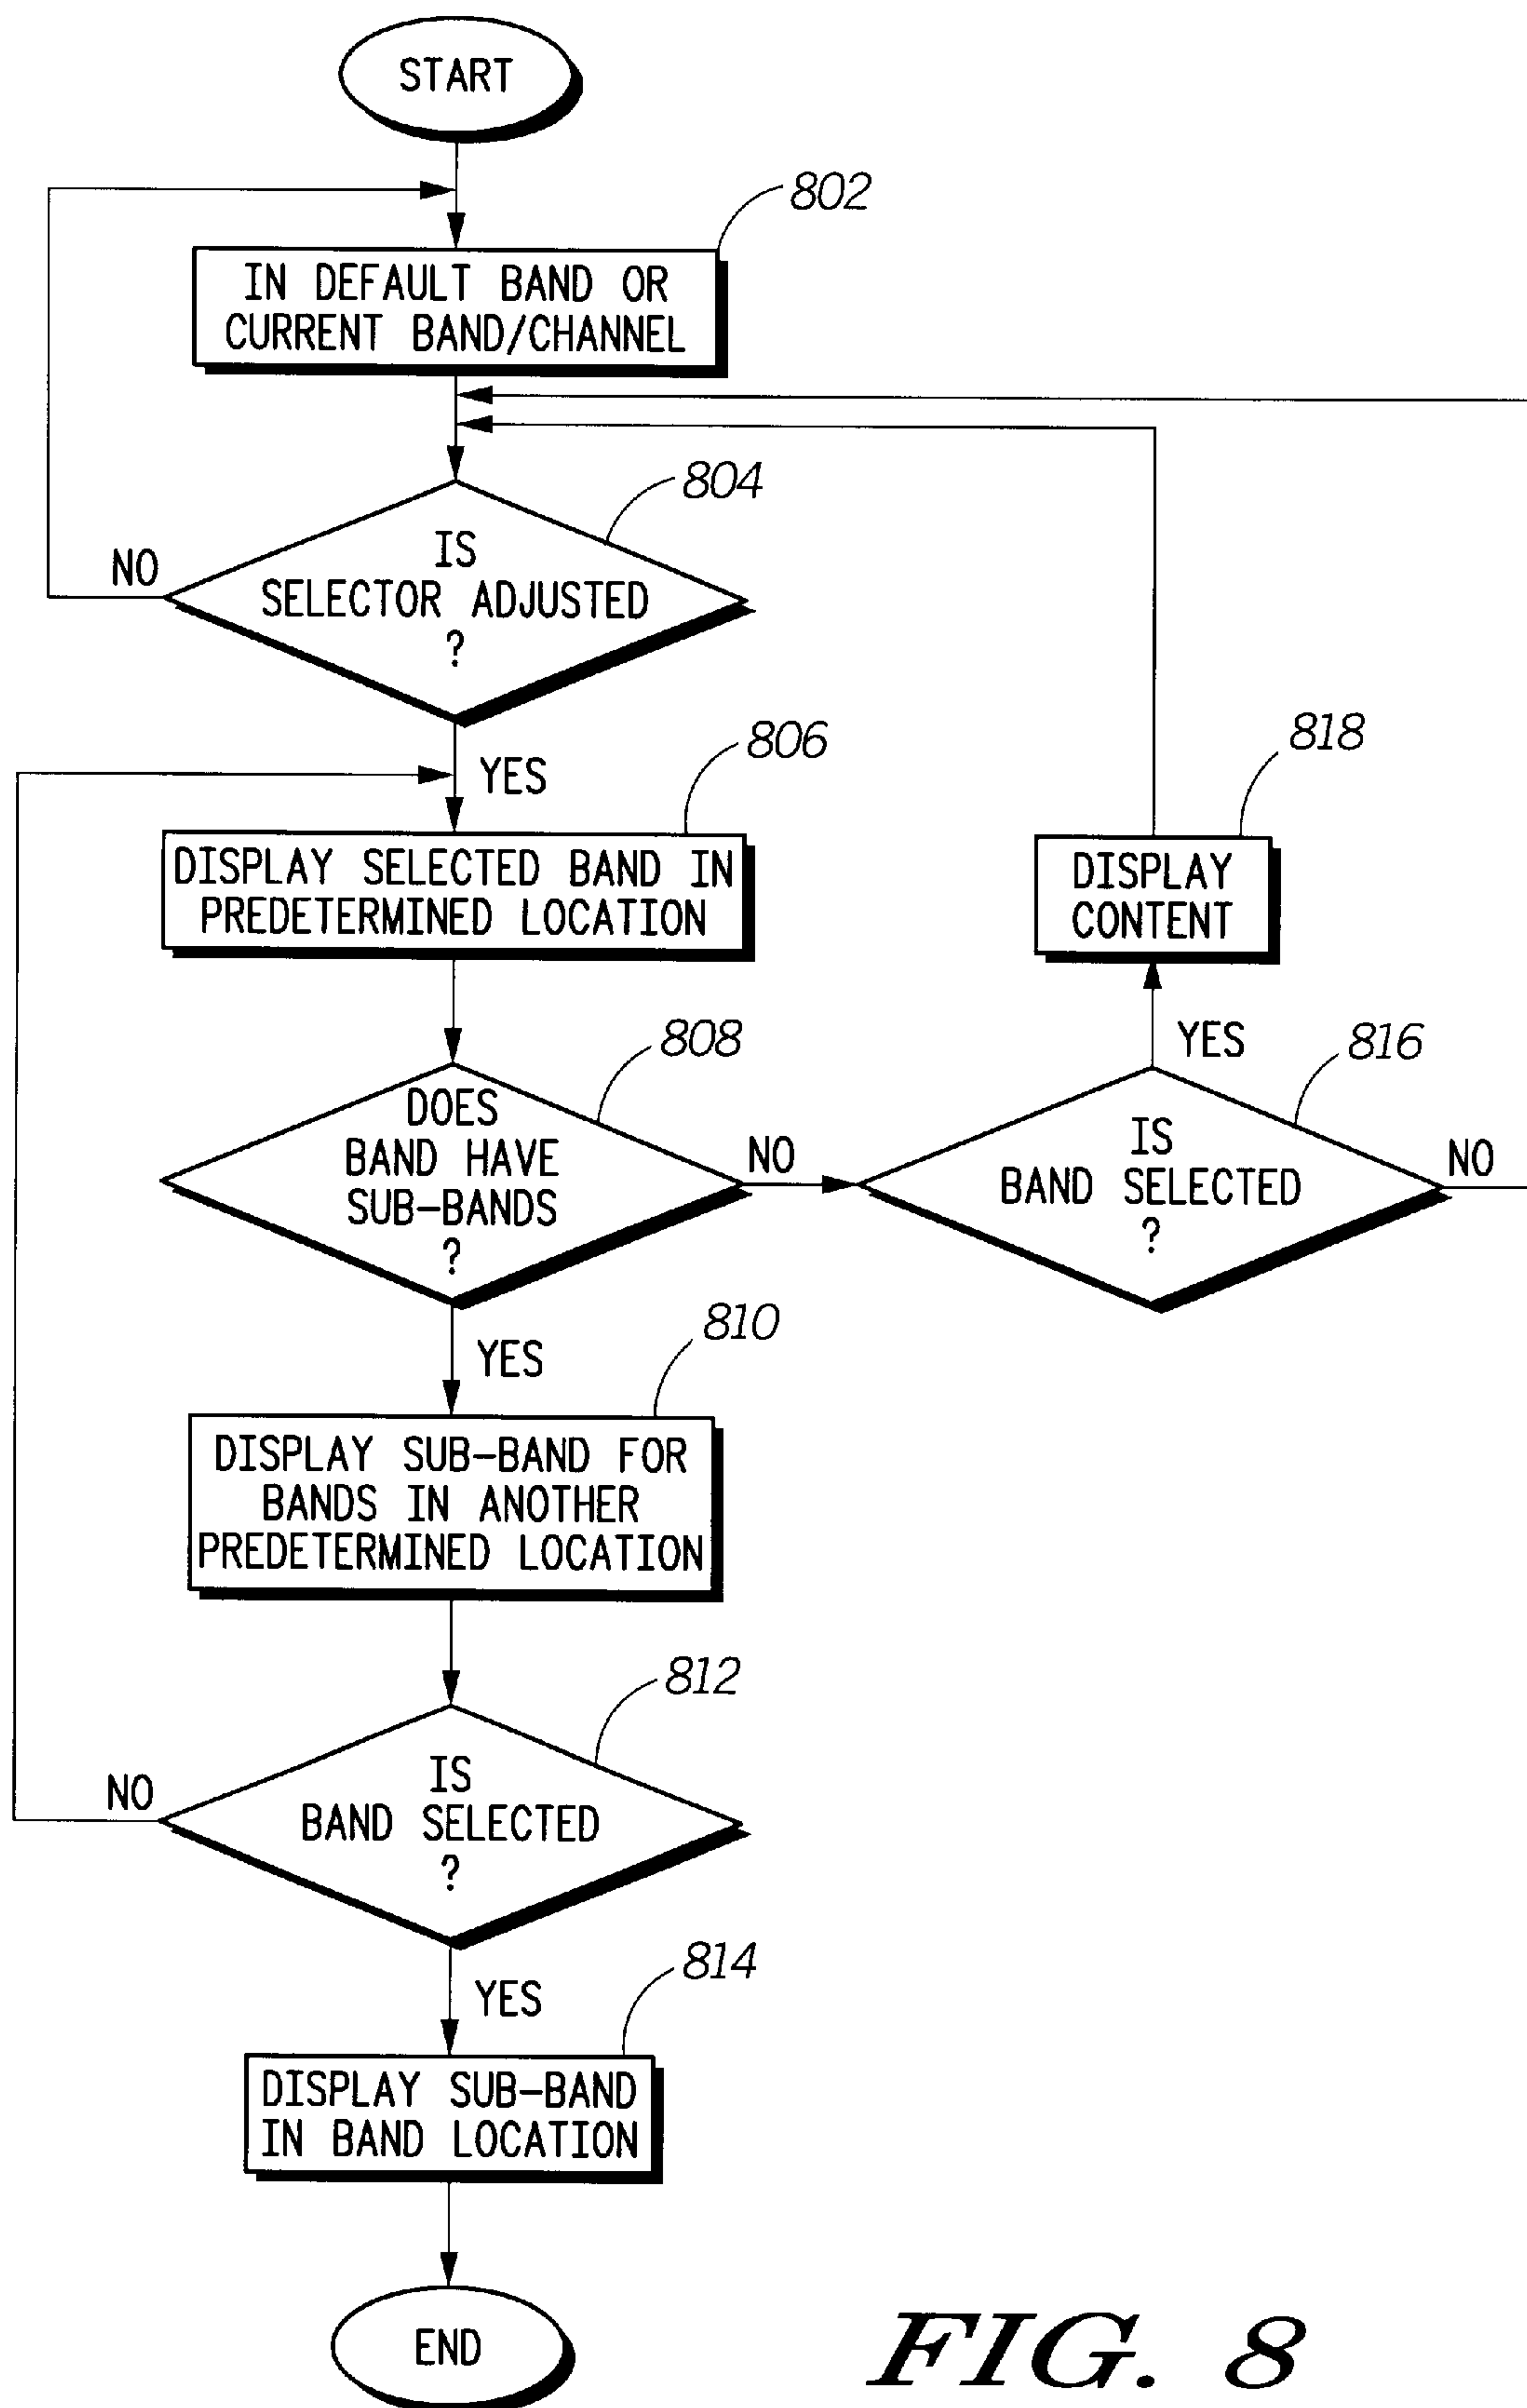 START
802
IN DEFAULT BAND OR
CURRENT BAND/CHANNEL
804
NO
IS
SELECTOR ADJUSTED
?
806
YES
DISPLAY SELECTED BAND IN
PREDETERMINED LOCATION
818
DISPLAY
CONTENT
808
DOES
BAND HAVE
SUB-BANDS
?
NO
YES
816
IS
BAND SELECTED
?
NO
YES
810
DISPLAY SUB-BAND FOR
BANDS IN ANOTHER
PREDETERMINED LOCATION
812
NO
IS
BAND SELECTED
?
YES
814
DISPLAY SUB-BAND
IN BAND LOCATION
END
FIG. 8